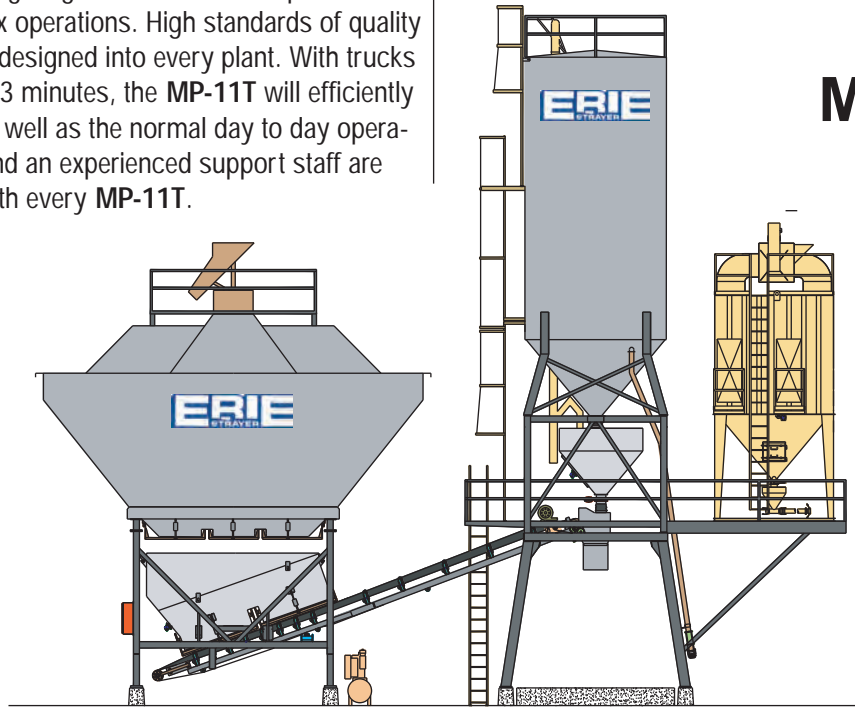 x operations. High standards of quality
designed into every plant. With trucks
3 minutes, the MP-11T will efficiently
well as the normal day to day opera-
nd an experienced support staff are
th every MP-11T.
M
ERIE
STRAYER
ERIE
STRAYER